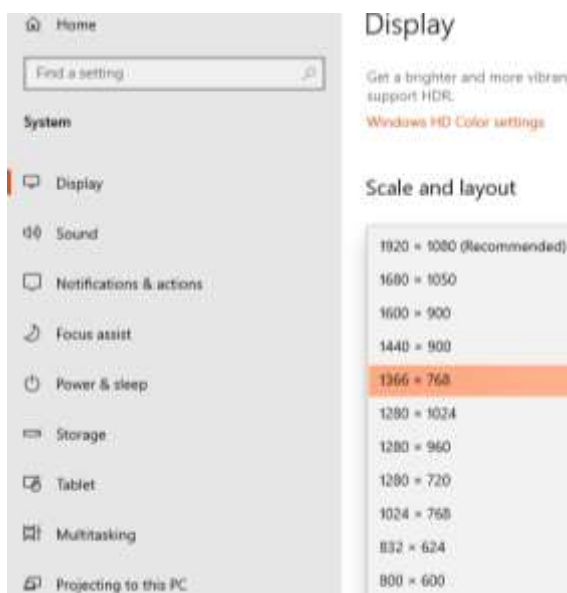 Home
Find a setting
System
Display
Sound
Notifications & actions
Focus assist
Power & sleep
Storage
Tablet
Multitasking
Projecting to this PC
Display
Get a brighter and more vibran
support HDR.
Windows HD Color settings
Scale and layout
1920 × 1080 (Recommended)
1680 × 1050
1600 × 900
1440 × 900
1366 × 768
1280 × 1024
1280 × 960
1280 × 720
1024 × 768
832 × 624
800 × 600